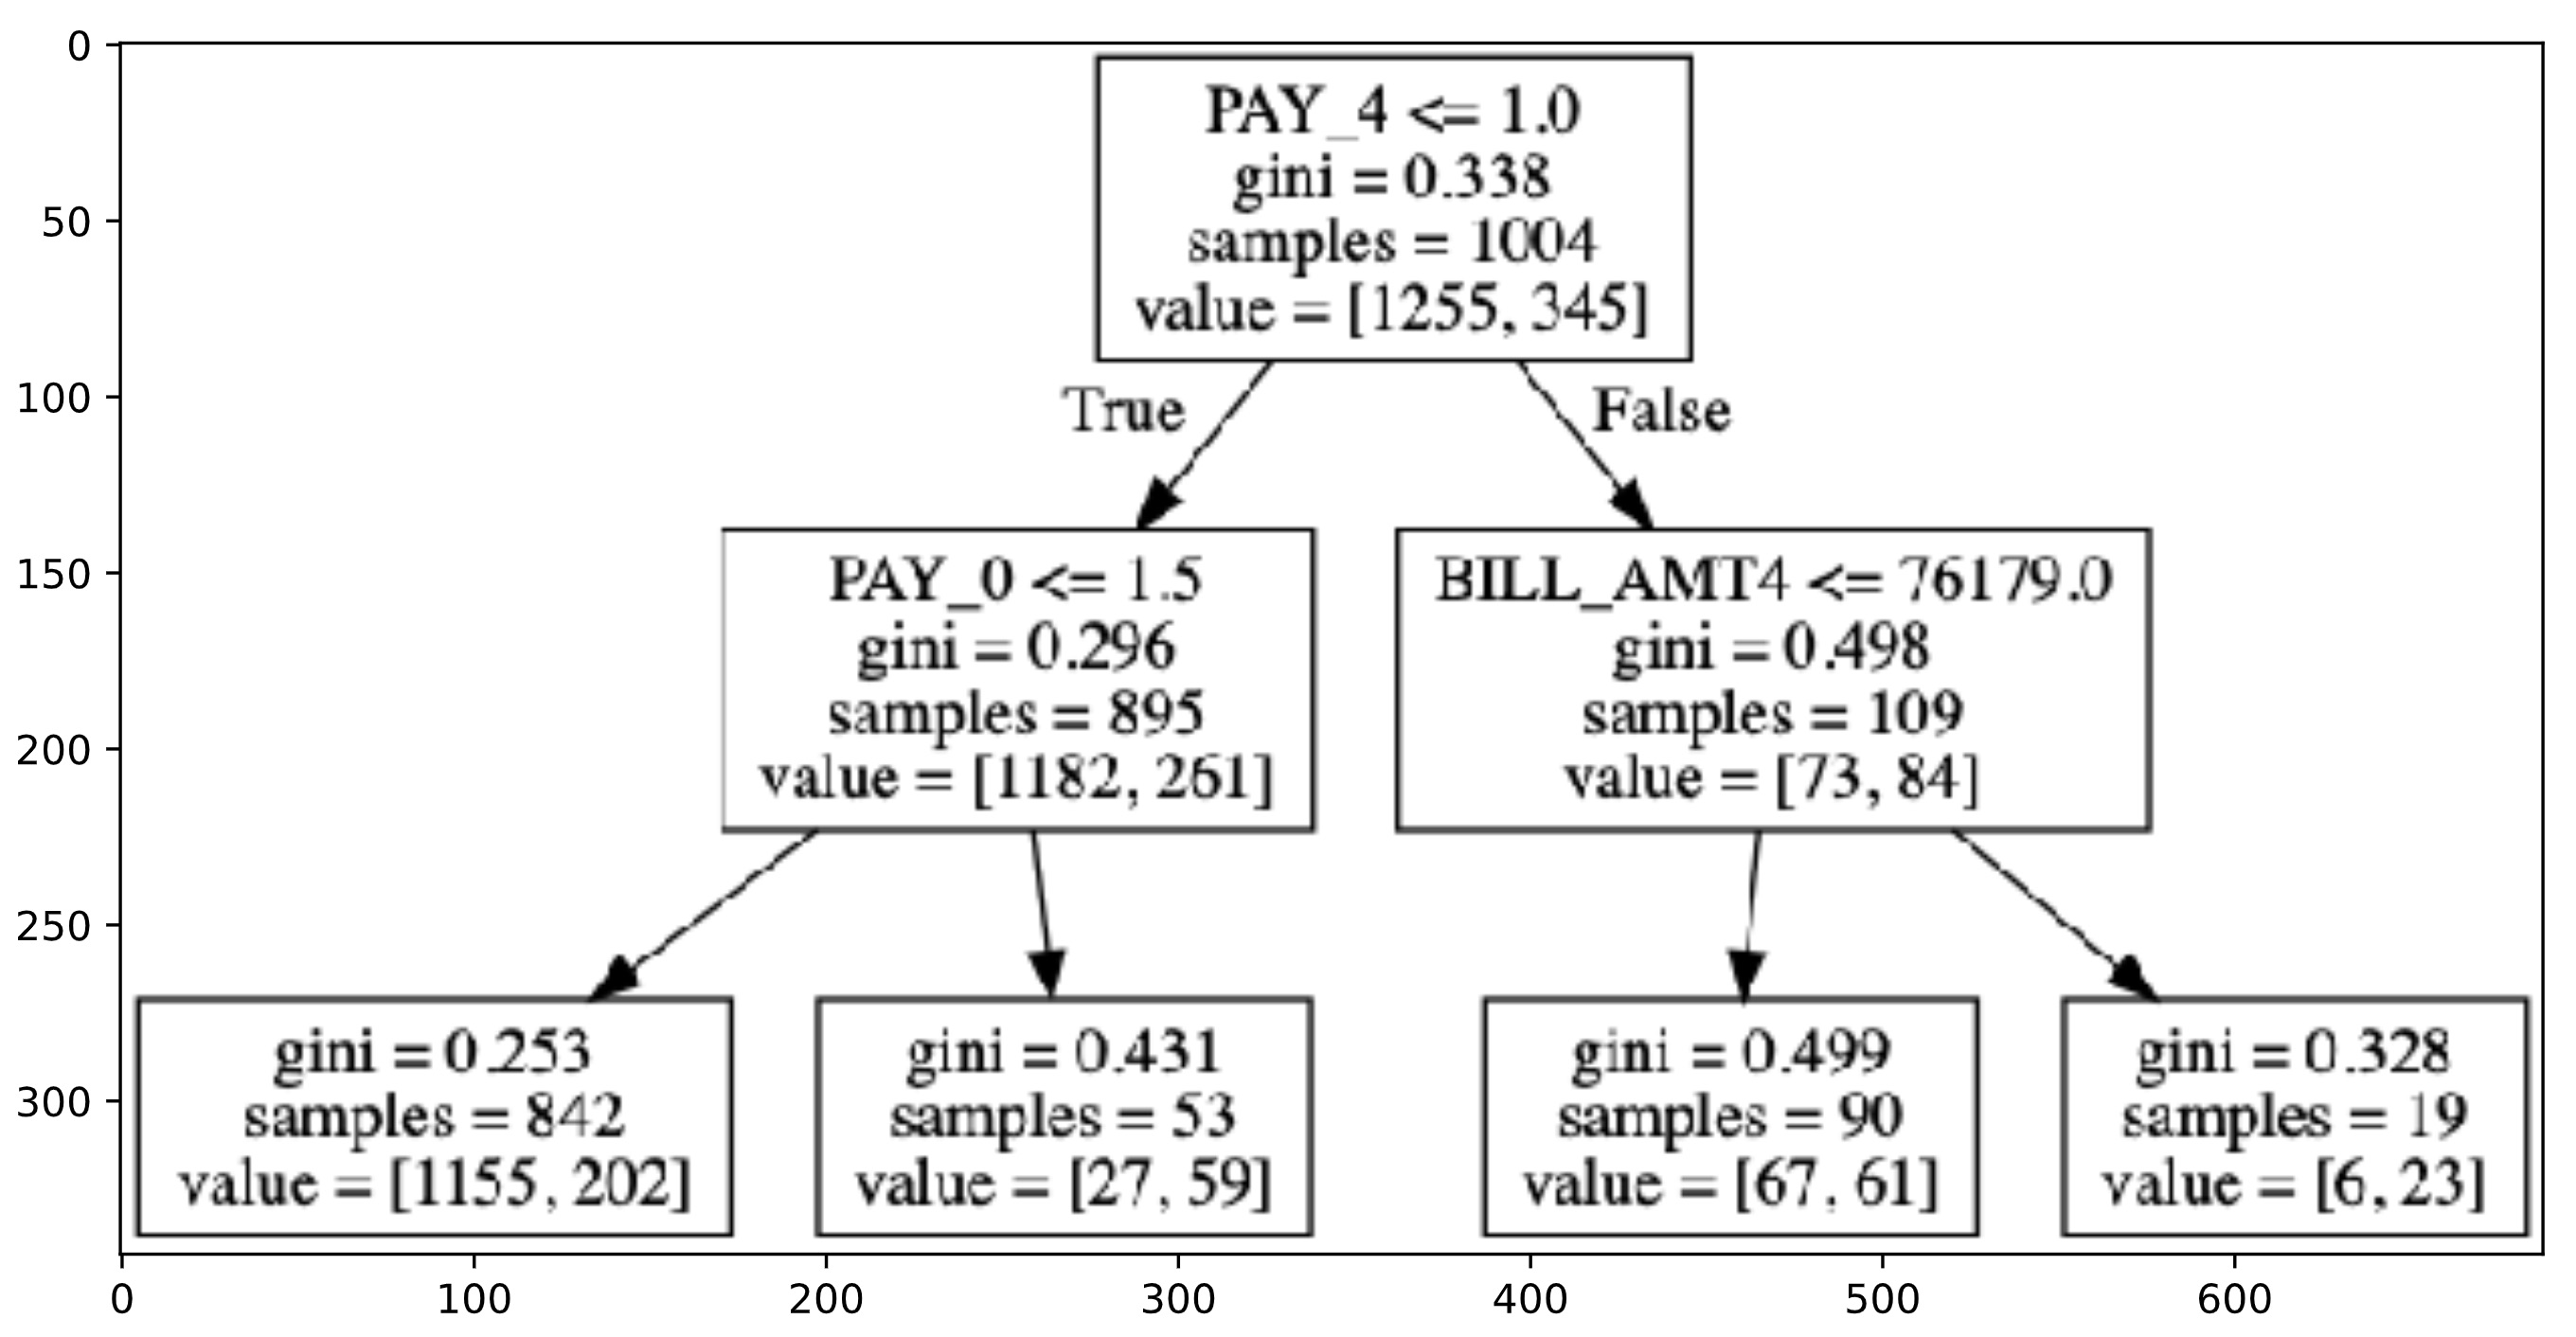 0
50
100
150
200
250
300
PAY_4 <= 1.0
gini = 0.338
samples = 1004
value = [1255, 345]
True
False
PAY_0 <= 1.5
gini = 0.296
samples = 895
value = [1182, 261]
BILL_AMT4 <= 76179.0
gini = 0.498
samples = 109
value = [73, 84]
gini = 0.253
samples = 842
value = [1155, 202]
gini = 0.431
samples = 53
value = [27, 59]
gini = 0.499
samples = 90
value = [67, 61]
gini = 0.328
samples = 19
value = [6, 23]
0 100 200 300 400 500 600